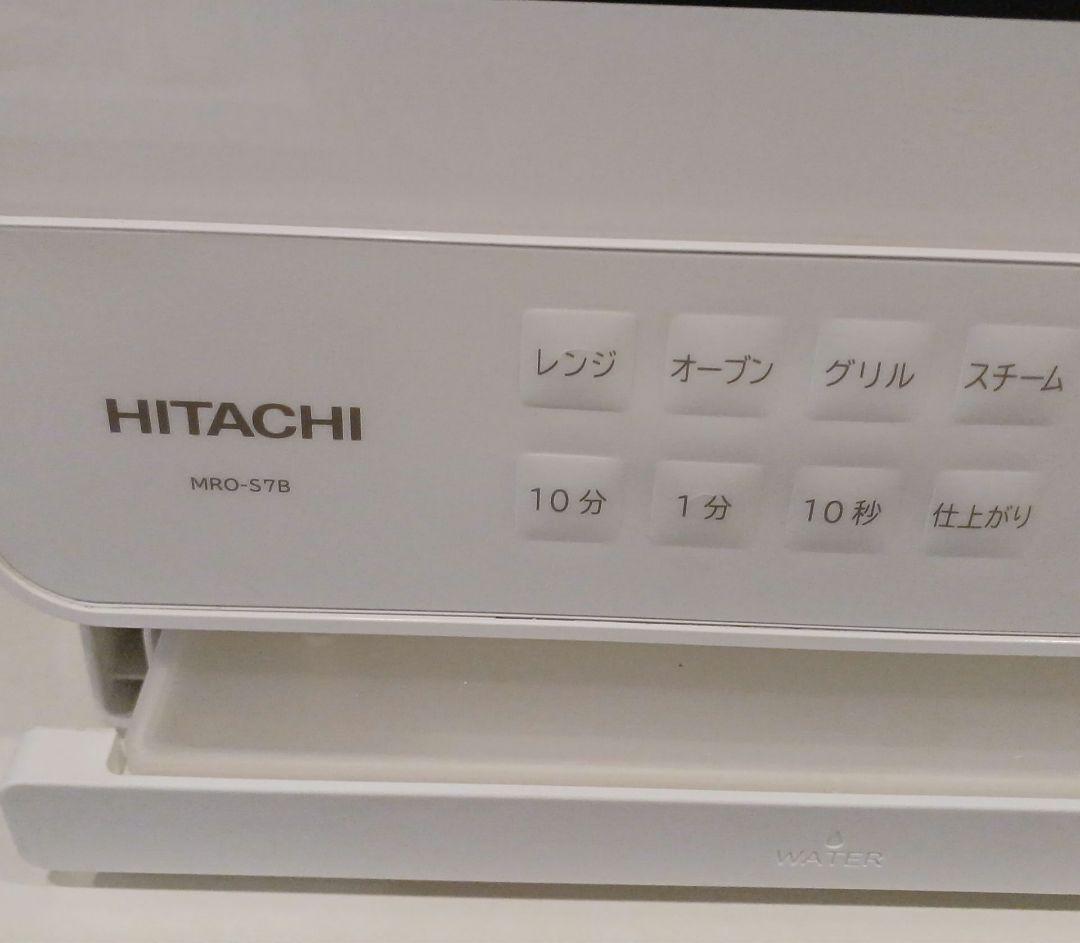 HITACHI
MRO-S7B
レンジ オーブン グリル スチーム
10分 1分 10秒 仕上がり
WATER